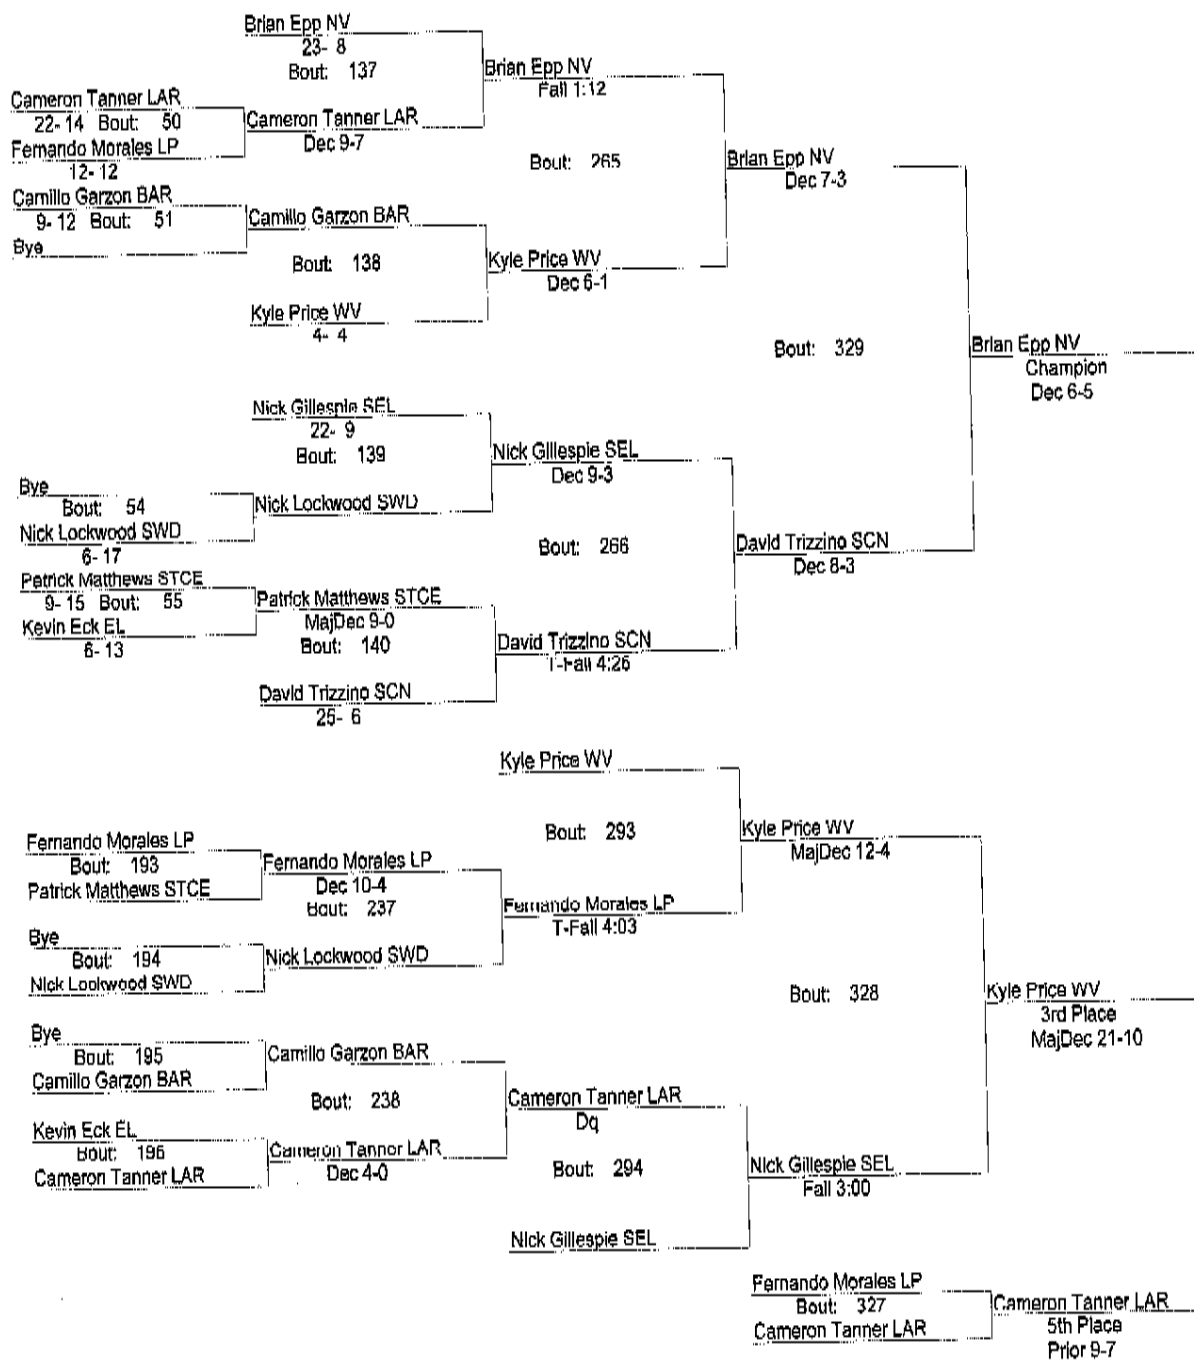 Brian Epp NV
23- 8
Bout: 137
Brian Epp NV
Fall 1:12
Cameron Tanner LAR
22- 14 Bout: 50
Cameron Tanner LAR
Dec 9-7
Fernando Morales LP
12- 12
Bout: 265
Brian Epp NV
Dec 7-3
Camillo Garzon BAR
9- 12 Bout: 51
Camillo Garzon BAR
Bye
Bout: 138
Kyle Price WV
Dec 6-1
Kyle Price WV
4- 4
Bout: 329
Brian Epp NV
Champion
Dec 6-5
Nick Gillespie SEL
22- 9
Bout: 139
Nick Gillespie SEL
Dec 9-3
Bye
Bout: 54
Nick Lockwood SWD
Nick Lockwood SWD
6- 17
Bout: 266
David Trizzino SCN
Dec 8-3
Patrick Matthews STCE
9- 15 Bout: 55
Patrick Matthews STCE
MajDec 9-0
Kevin Eck EL
6- 13
Bout: 140
David Trizzino SCN
T-Fall 4:26
David Trizzino SCN
25- 6
Kyle Price WV
Bout: 293
Kyle Price WV
MajDec 12-4
Fernando Morales LP
Bout: 193
Fernando Morales LP
Dec 10-4
Patrick Matthews STCE
Bout: 237
Fernando Morales LP
T-Fall 4:03
Bye
Bout: 194
Nick Lockwood SWD
Nick Lockwood SWD
Bout: 328
Kyle Price WV
3rd Place
MajDec 21-10
Bye
Bout: 195
Camillo Garzon BAR
Camillo Garzon BAR
Bout: 238
Cameron Tanner LAR
Dq
Kevin Eck EL
Bout: 196
Cameron Tanner LAR
Dec 4-0
Cameron Tanner LAR
Bout: 294
Nick Gillespie SEL
Fall 3:00
Nick Gillespie SEL
Fernando Morales LP
Bout: 327
Cameron Tanner LAR
Cameron Tanner LAR
5th Place
Prior 9-7